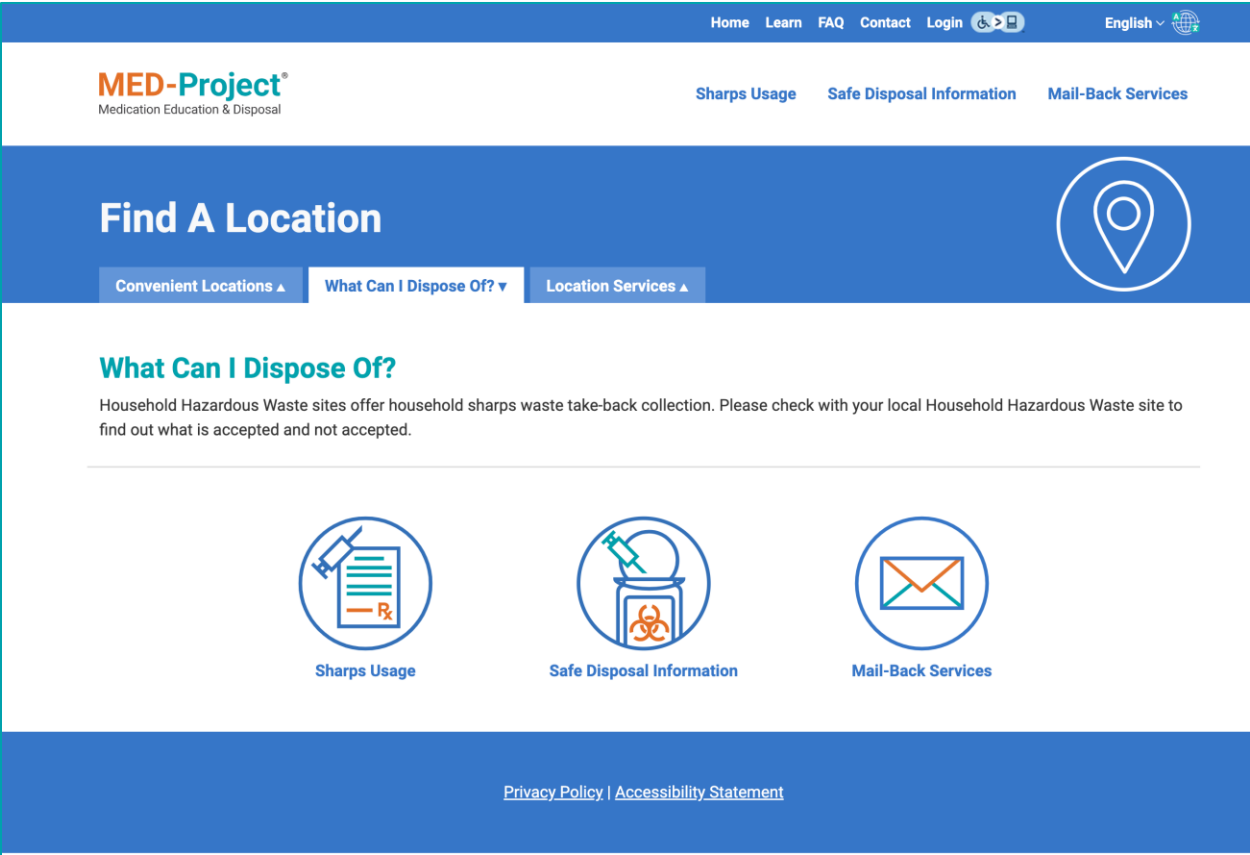 Home Learn FAQ Contact Login English
MED-Project®
Medication Education & Disposal
Sharps Usage Safe Disposal Information Mail-Back Services
Find A Location
Convenient Locations ▲ What Can I Dispose Of? ▼ Location Services ▲
What Can I Dispose Of?
Household Hazardous Waste sites offer household sharps waste take-back collection. Please check with your local Household Hazardous Waste site to
find out what is accepted and not accepted.
Rx
Sharps Usage Safe Disposal Information Mail-Back Services
Privacy Policy | Accessibility Statement